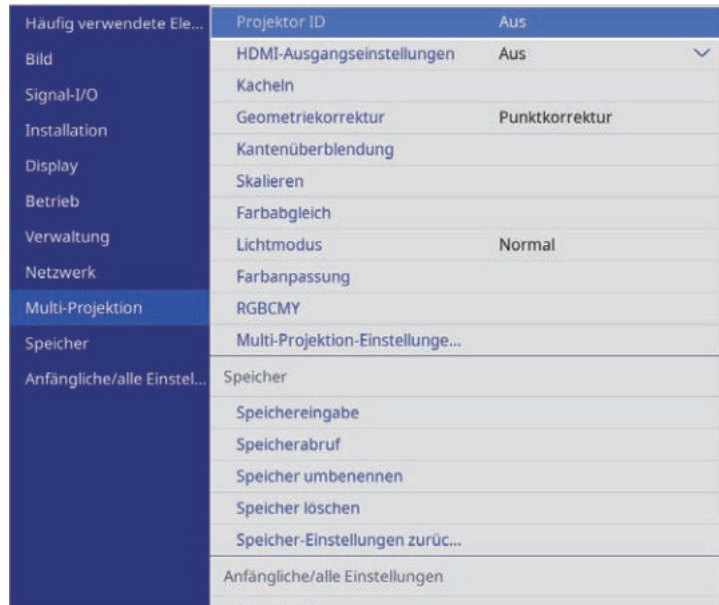 Häufig verwendete Ele...
Bild
Signal-I/O
Installation
Display
Betrieb
Verwaltung
Netzwerk
Multi-Projektion
Speicher
Anfängliche/alle Einstel...
Projektor ID Aus
HDMI-Ausgangseinstellungen Aus
Kacheln
Geometriekorrektur Punktkorrektur
Kantenüberblendung
Skalieren
Farbabgleich
Lichtmodus Normal
Farbanpassung
RGBCMY
Multi-Projektion-Einstellunge...
Speicher
Speichereingabe
Speicherabruf
Speicher umbenennen
Speicher löschen
Speicher-Einstellungen zurüc...
Anfängliche/alle Einstellungen